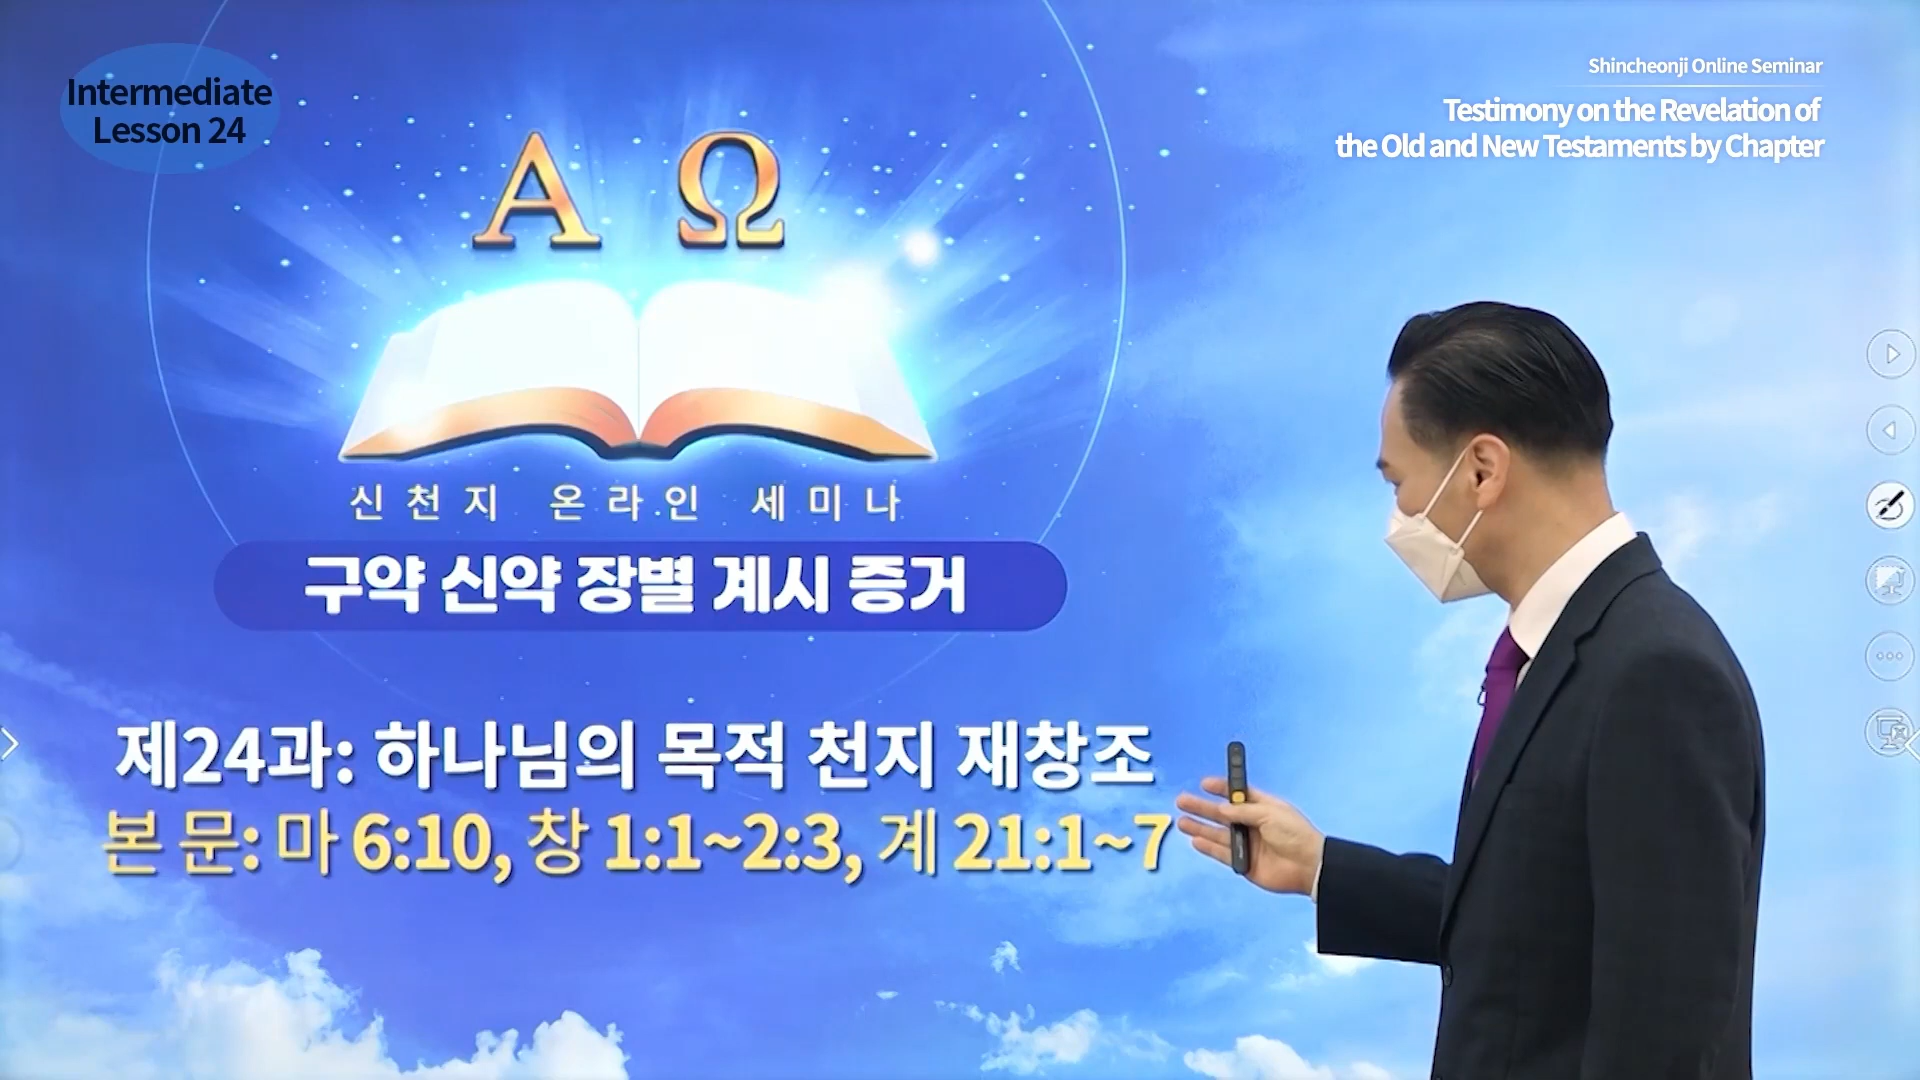 Intermediate
Lesson 24
Shincheonji Online Seminar
Testimony on the Revelation of
the Old and New Testaments by Chapter
Α Ω
신천지 온라인 세미나
구약 신약 장별 계시 증거
제24과: 하나님의 목적 천지 재창조
본 문: 마 6:10, 창 1:1~2:3, 계 21:1~7